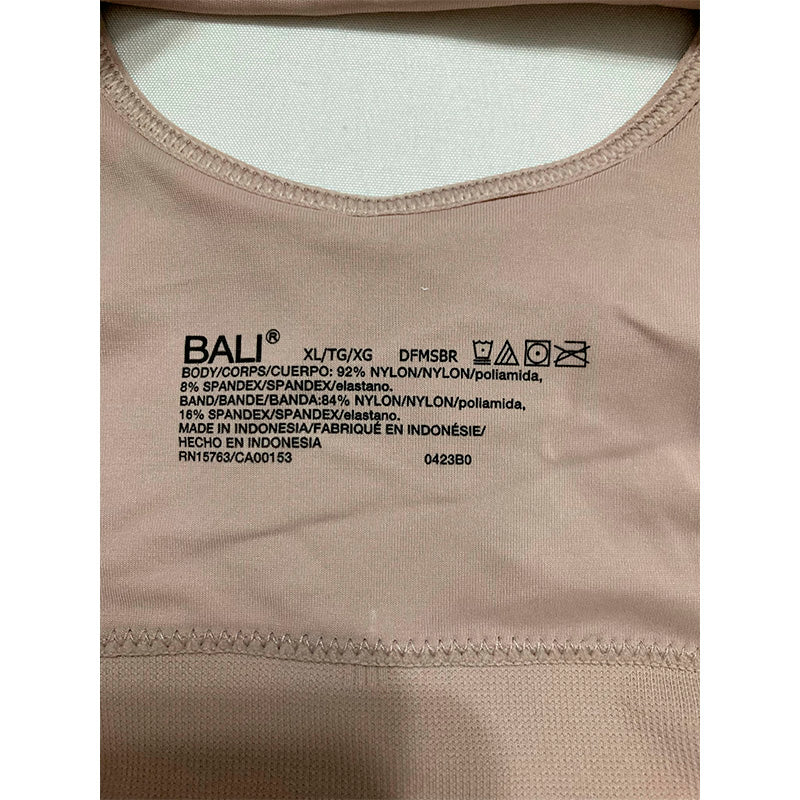 BALI® XL/TG/XG DFMSBR
BODY/CORPS/CUERPO: 92% NYLON/NYLON/poliamida,
8% SPANDEX/SPANDEX/elastano.
BAND/BANDE/BANDA:84% NYLON/NYLON/poliamida,
16% SPANDEX/SPANDEX/elastano.
MADE IN INDONESIA/FABRIQUÉ EN INDONÉSIE/
HECHO EN INDONESIA
RN15763/CA00153 0423B0